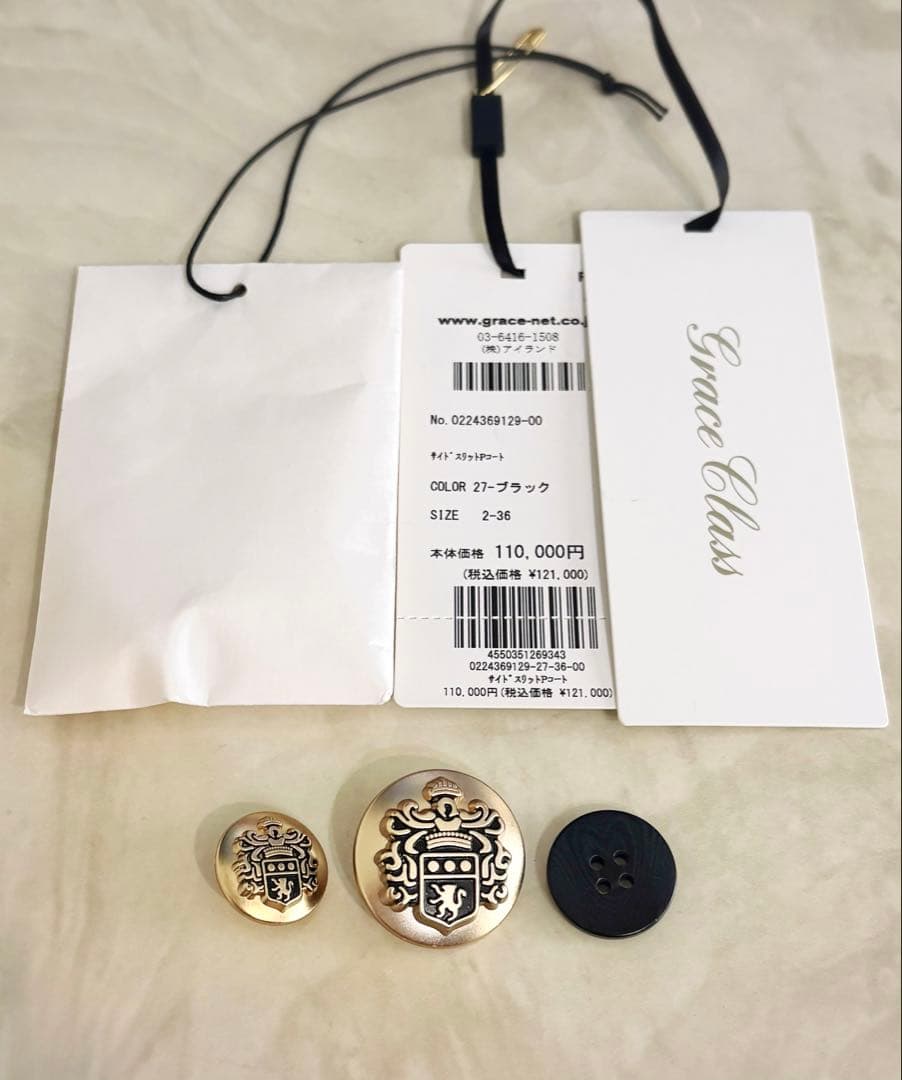 www.grace-net.co.j
03-6416-1508
(株)アイランド
No. 0224369129-00
ｻｲﾄﾞｽﾘｯﾄPｺｰﾄ
COLOR 27-ブラック
SIZE 2-36
本体価格 110,000円
(税込価格 ¥121,000)
4550351269343
0224369129-27-36-00
ｻｲﾄﾞｽﾘｯﾄPｺｰﾄ
110,000円(税込価格 ¥121,000)
Grace Class